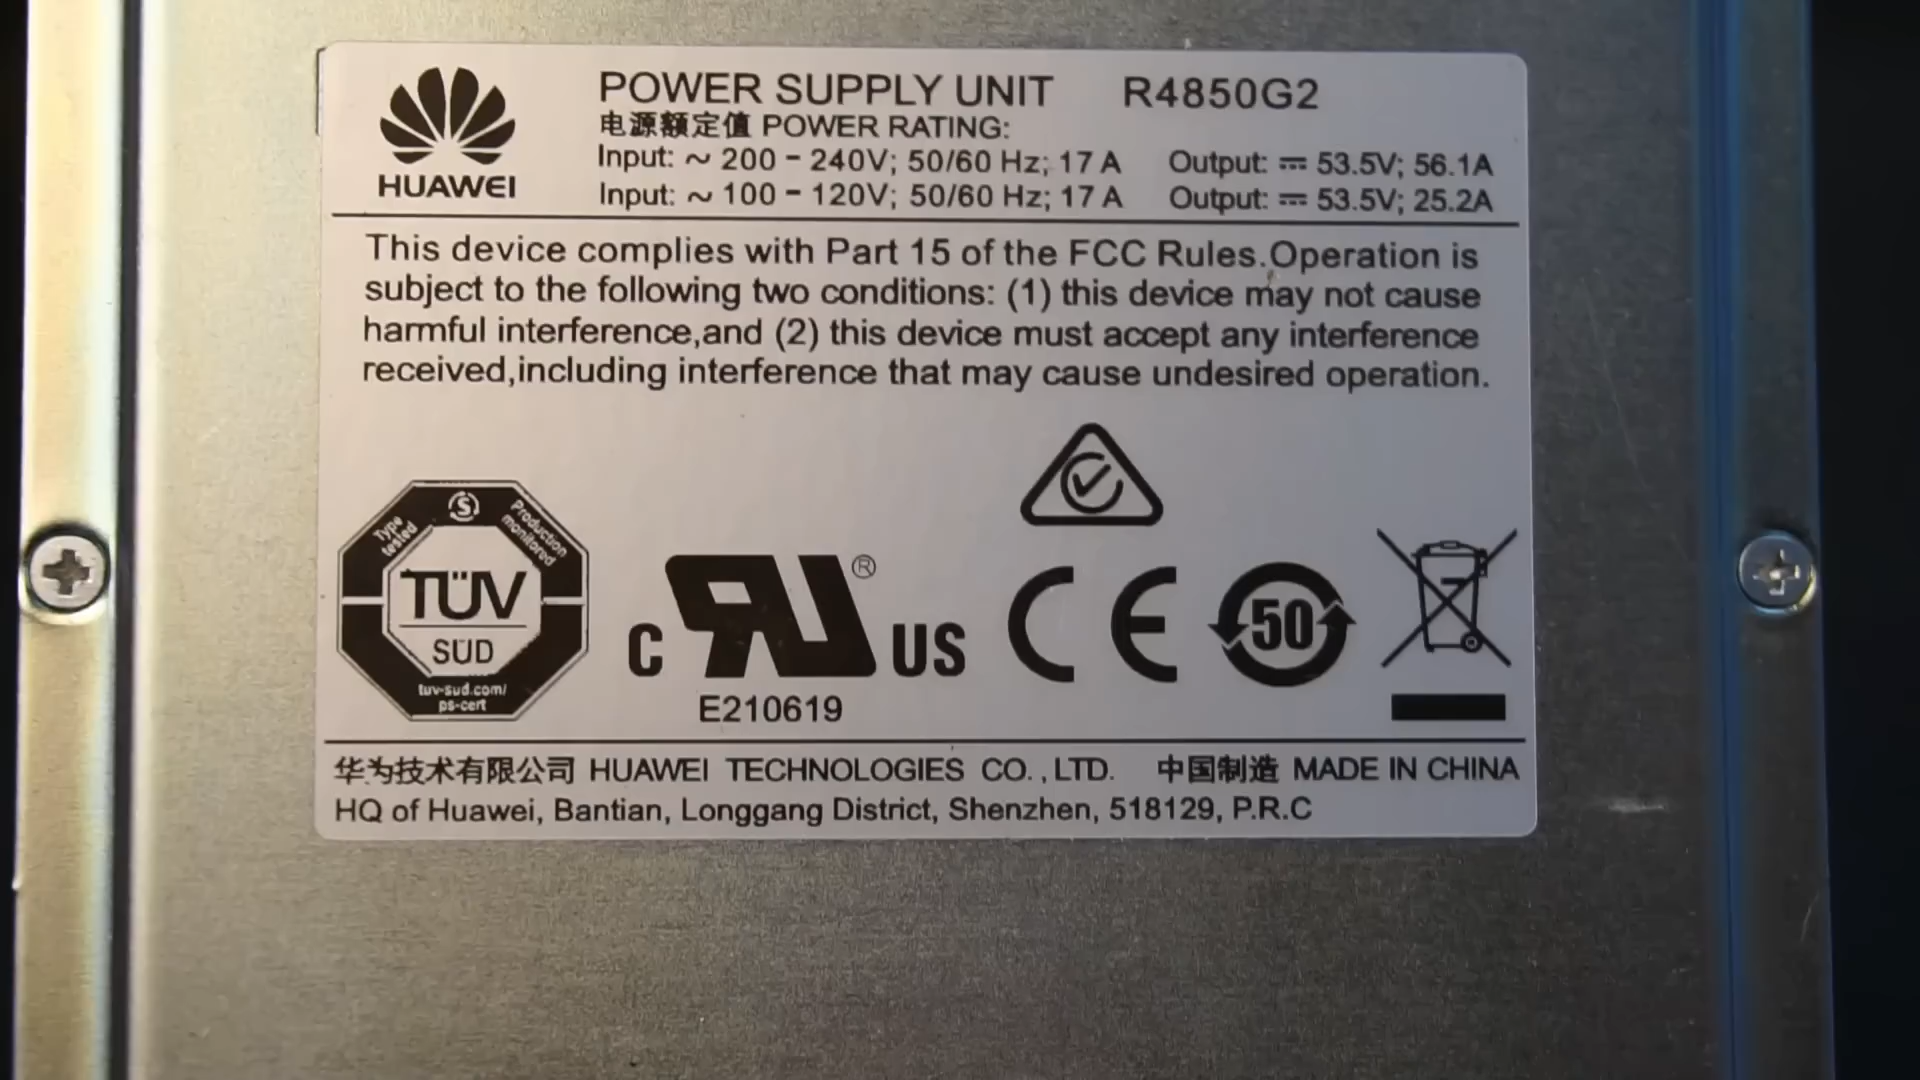 POWER SUPPLY UNIT R4850G2
电源额定值 POWER RATING:
Input: ~ 200 - 240V; 50/60 Hz; 17 A Output: ⎓ 53.5V; 56.1A
Input: ~ 100 - 120V; 50/60 Hz; 17 A Output: ⎓ 53.5V; 25.2A
HUAWEI
This device complies with Part 15 of the FCC Rules.Operation is
subject to the following two conditions: (1) this device may not cause
harmful interference,and (2) this device must accept any interference
received,including interference that may cause undesired operation.
Type
tested
S
Production
monitored
TÜV
SÜD
tuv-sud.com/
ps-cert
C RU® US
E210619
CE
50
华为技术有限公司 HUAWEI TECHNOLOGIES CO.,LTD. 中国制造 MADE IN CHINA
HQ of Huawei, Bantian, Longgang District, Shenzhen, 518129, P.R.C